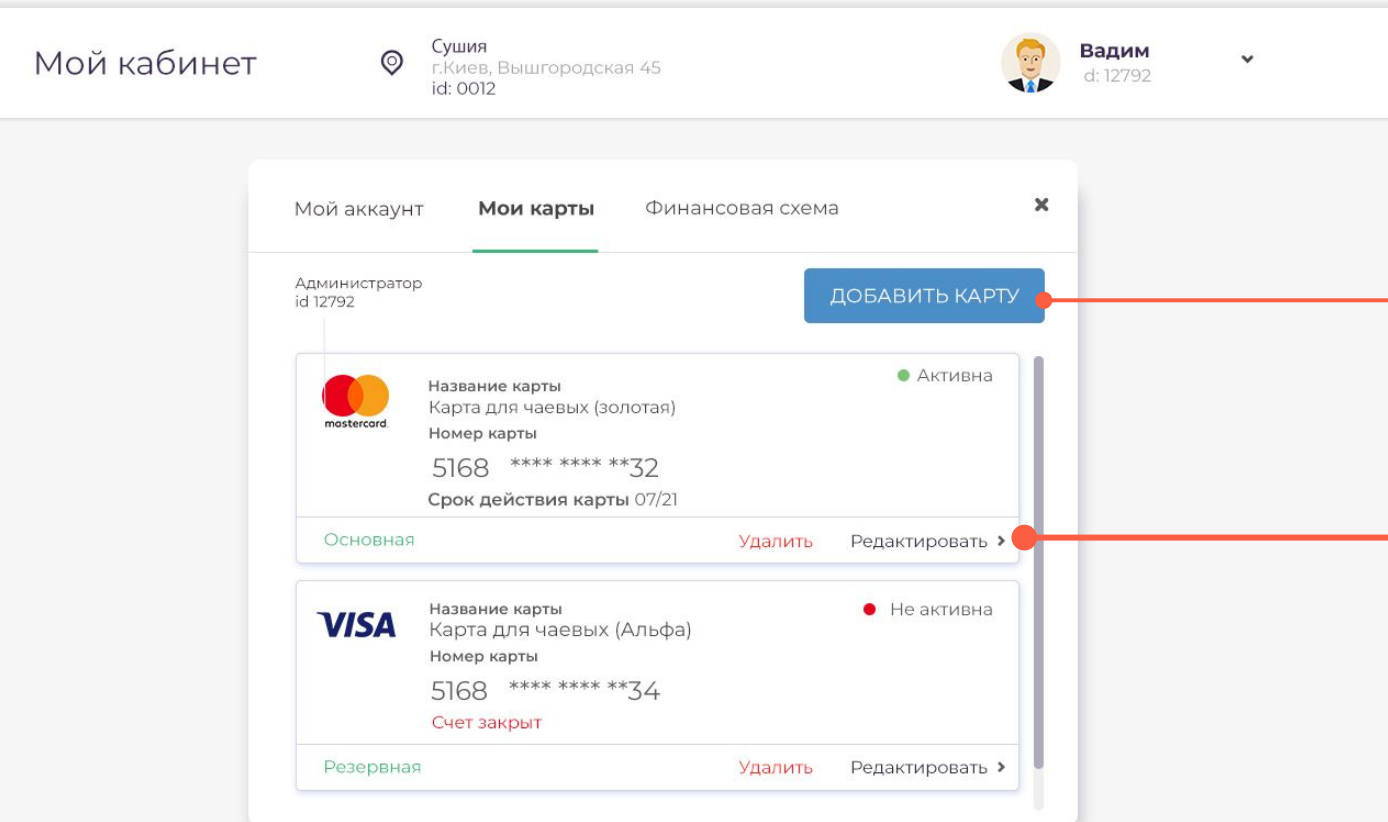 Мой кабинет
Сушия
г.Киев, Вышгородская 45
id: 0012
Вадим
d: 12792
Мой аккаунт Мои карты Финансовая схема
Администратор
id 12792
ДОБАВИТЬ КАРТУ
mastercard.
Активна
Название карты
Карта для чаевых (золотая)
Номер карты
5168 **** **** **32
Срок действия карты 07/21
Основная Удалить Редактировать
VISA
Не активна
Название карты
Карта для чаевых (Альфа)
Номер карты
5168 **** **** **34
Счет закрыт
Резервная Удалить Редактировать